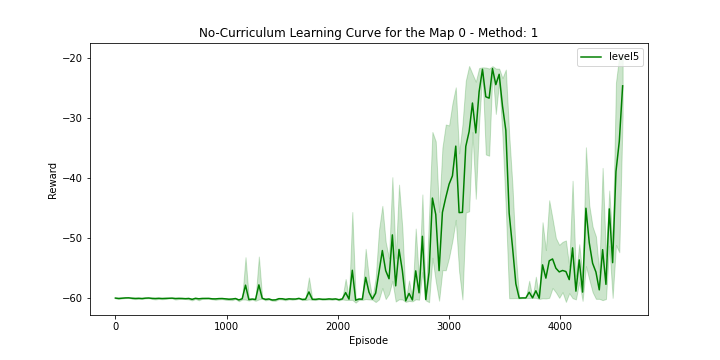 No-Curriculum Learning Curve for the Map 0 - Method: 1
level5
Reward
−20
−30
−40
−50
−60
0
1000
2000
3000
4000
Episode